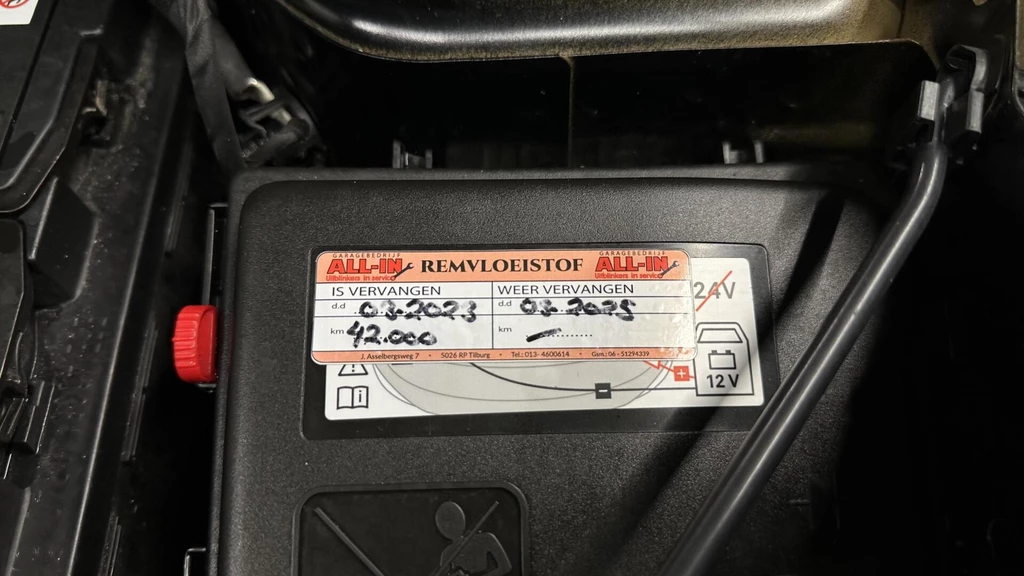 GARAGEBEDRIJF
ALL-IN
Uitblinkers in service
REMVLOEISTOF
GARAGEBEDRIJF
ALL-IN
Uitblinkers in service
IS VERVANGEN WEER VERVANGEN
d.d 03-2023 d.d 03-2025
km 42.000 km –..........
J. Asselbergsweg 7 • 5026 RP Tilburg • Tel.: 013- 4600614 • Gsm.: 06 - 51294339
24V
12 V